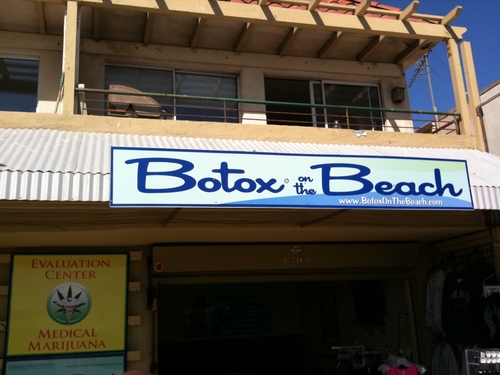 Botox® on the Beach
www.BotoxOnTheBeach.com
EVALUATION
CENTER
MEDICAL
MARIJUANA